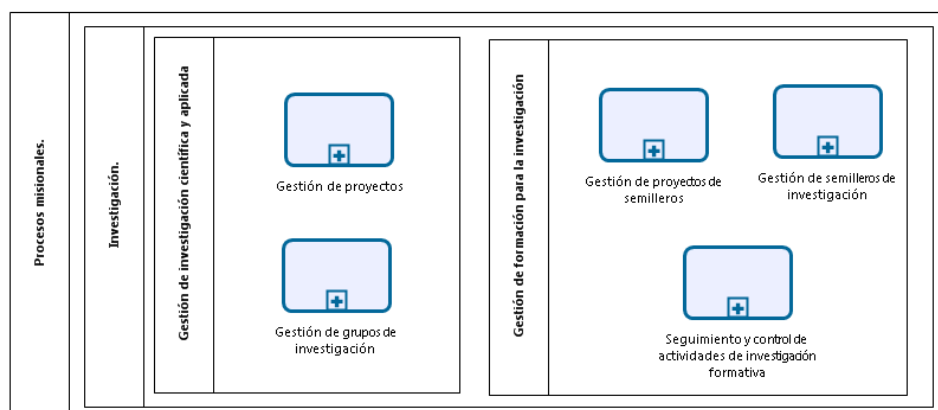 Procesos misionales.
Investigación.
Gestión de investigación científica y aplicada
Gestión de proyectos
Gestión de grupos de
investigación
Gestión de formación para la investigación
Gestión de proyectos de
semilleros
Gestión de semilleros de
investigación
Seguimiento y control de
actividades de investigación
formativa